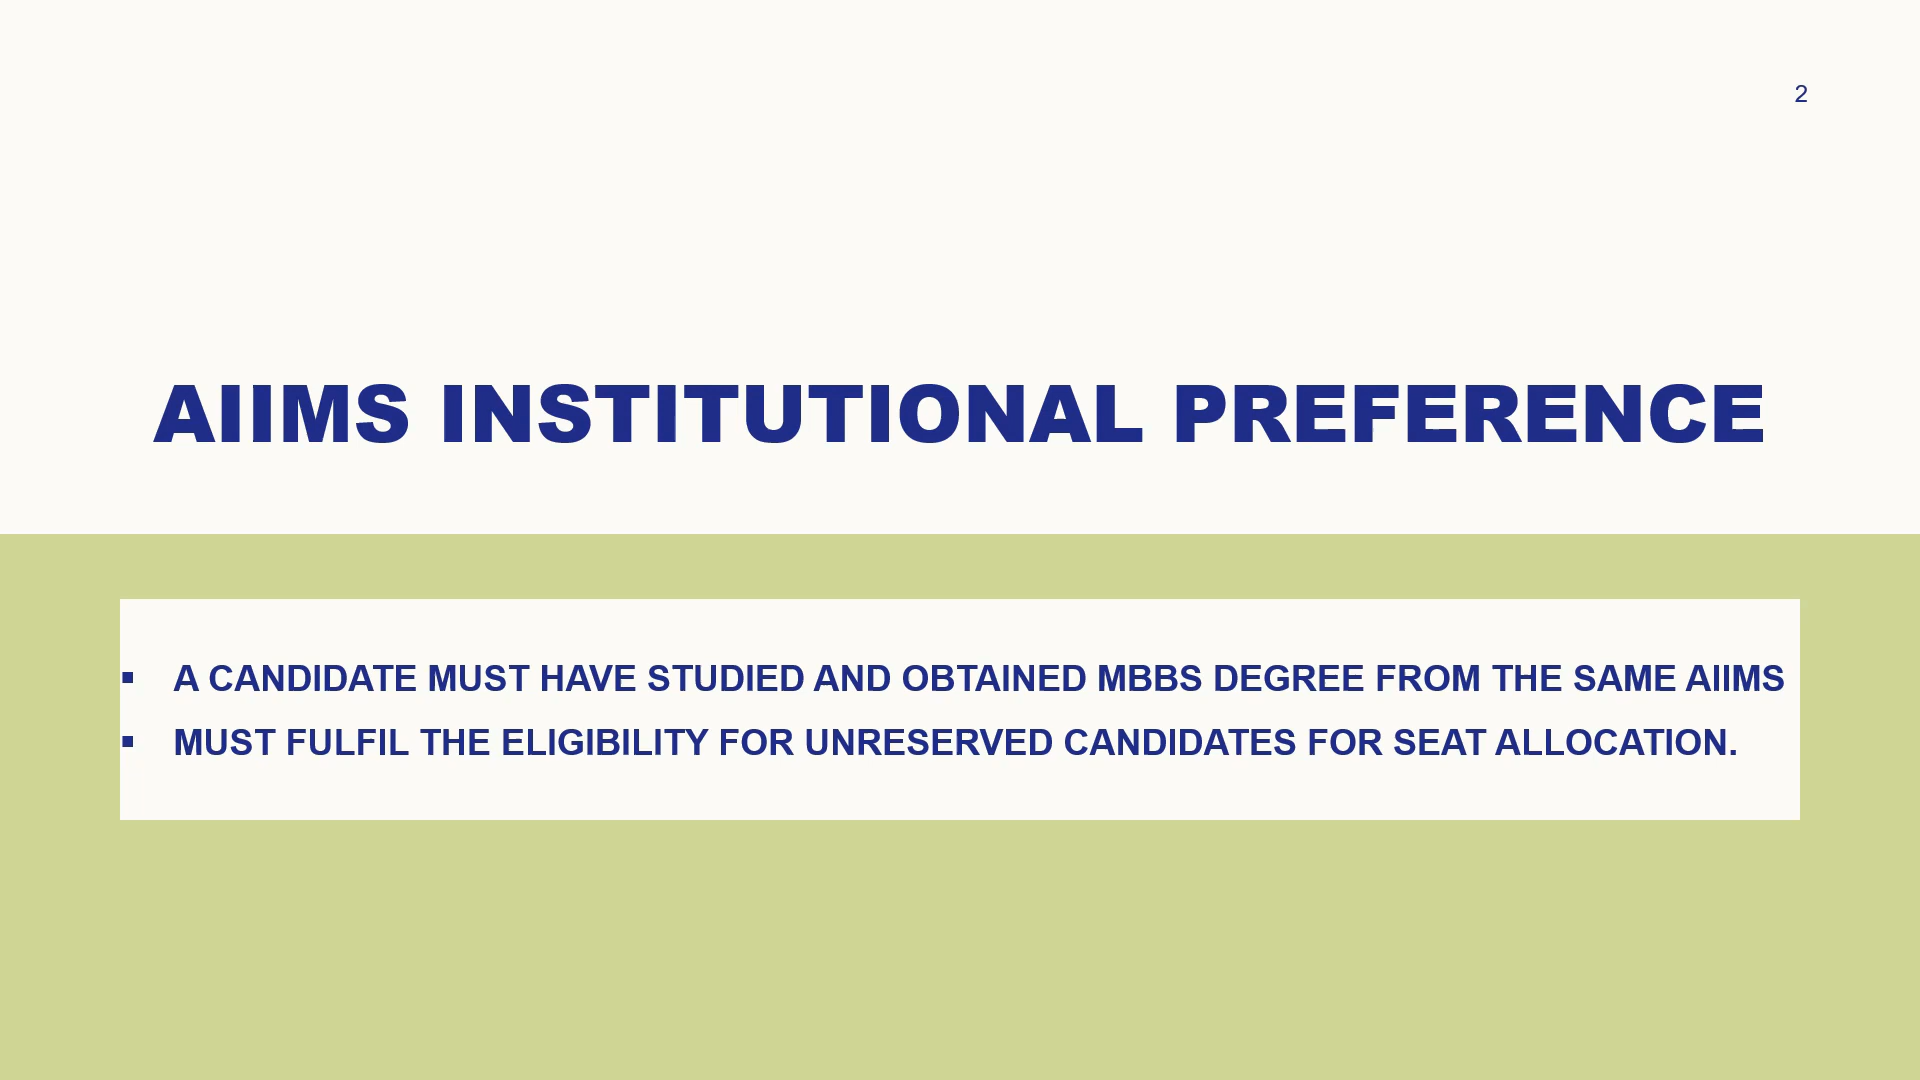 2
AIIMS INSTITUTIONAL PREFERENCE
▪ A CANDIDATE MUST HAVE STUDIED AND OBTAINED MBBS DEGREE FROM THE SAME AIIMS
▪ MUST FULFIL THE ELIGIBILITY FOR UNRESERVED CANDIDATES FOR SEAT ALLOCATION.